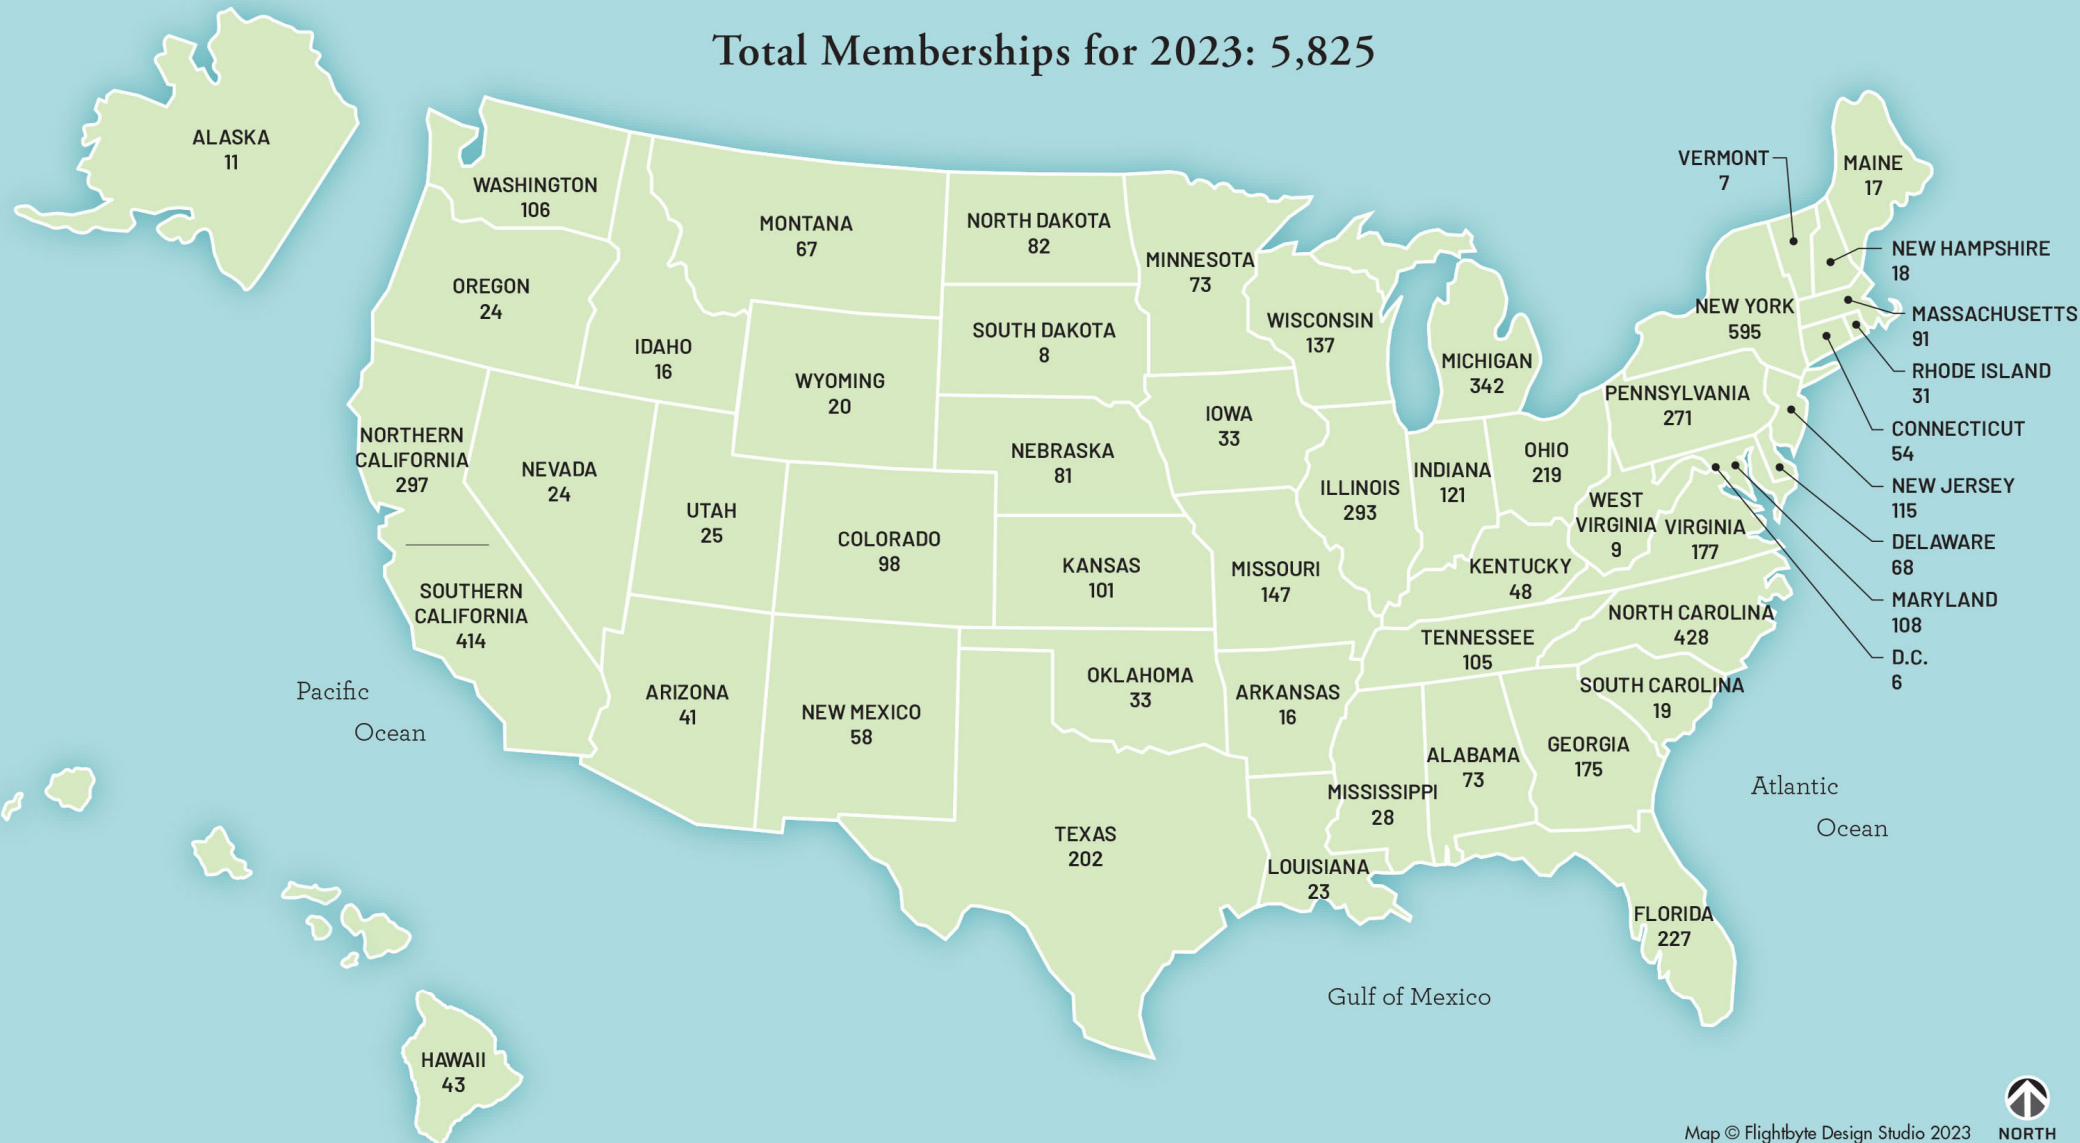 Total Memberships for 2023: 5,825
ALASKA
11
WASHINGTON
106
OREGON
24
IDAHO
16
MONTANA
67
WYOMING
20
NORTH DAKOTA
82
SOUTH DAKOTA
8
NEBRASKA
81
KANSAS
101
MINNESOTA
73
IOWA
33
WISCONSIN
137
MICHIGAN
342
NORTHERN
CALIFORNIA
297
SOUTHERN
CALIFORNIA
414
NEVADA
24
UTAH
25
COLORADO
98
ARIZONA
41
NEW MEXICO
58
OKLAHOMA
33
TEXAS
202
MISSOURI
147
ARKANSAS
16
LOUISIANA
23
ILLINOIS
293
INDIANA
121
OHIO
219
KENTUCKY
48
TENNESSEE
105
MISSISSIPPI
28
ALABAMA
73
GEORGIA
175
FLORIDA
227
SOUTH CAROLINA
19
NORTH CAROLINA
428
WEST
VIRGINIA
9
VIRGINIA
177
PENNSYLVANIA
271
NEW YORK
595
VERMONT
7
MAINE
17
NEW HAMPSHIRE
18
MASSACHUSETTS
91
RHODE ISLAND
31
CONNECTICUT
54
NEW JERSEY
115
DELAWARE
68
MARYLAND
108
D.C.
6
Pacific
Ocean
Atlantic
Ocean
Gulf of Mexico
HAWAII
43
Map © Flightbyte Design Studio 2023
NORTH